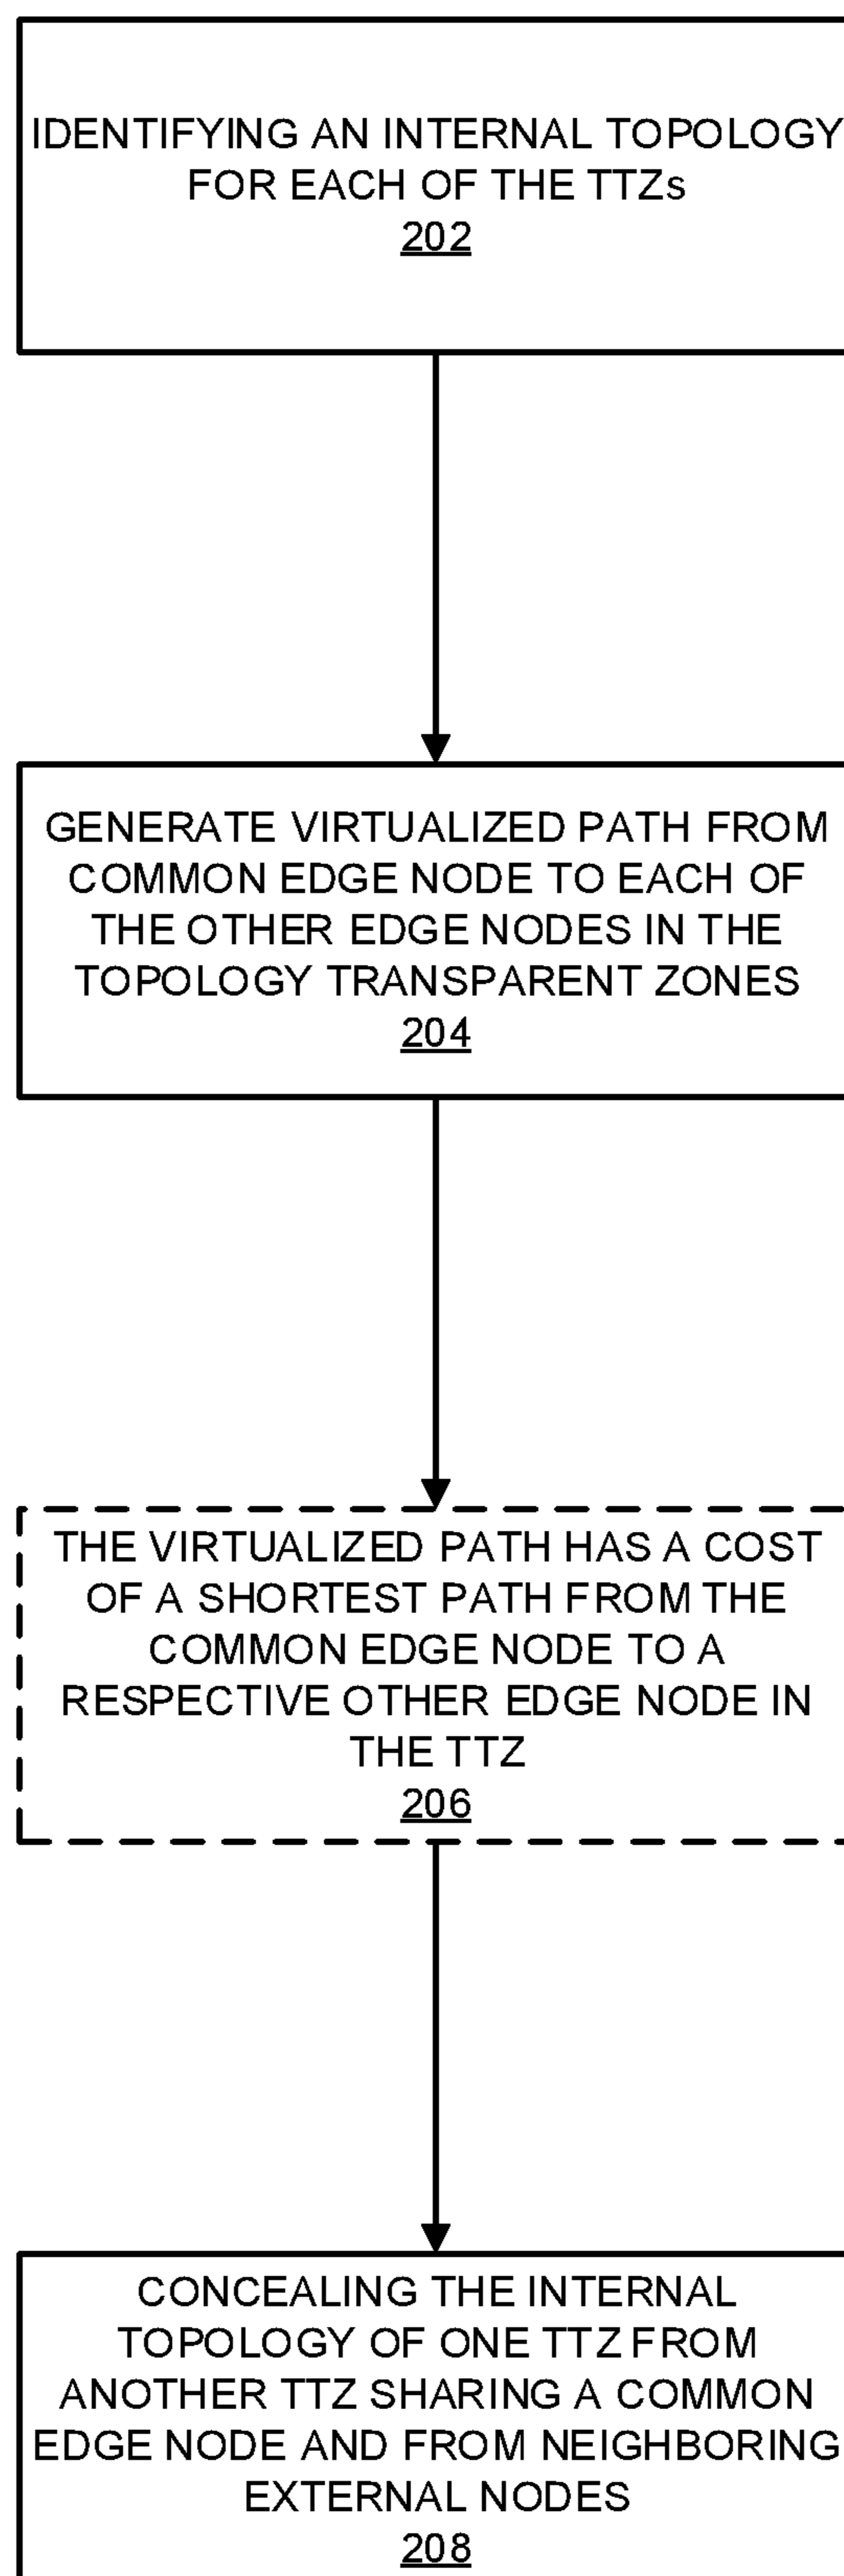 IDENTIFYING AN INTERNAL TOPOLOGY
FOR EACH OF THE TTZs
202
GENERATE VIRTUALIZED PATH FROM
COMMON EDGE NODE TO EACH OF
THE OTHER EDGE NODES IN THE
TOPOLOGY TRANSPARENT ZONES
204
THE VIRTUALIZED PATH HAS A COST
OF A SHORTEST PATH FROM THE
COMMON EDGE NODE TO A
RESPECTIVE OTHER EDGE NODE IN
THE TTZ
206
CONCEALING THE INTERNAL
TOPOLOGY OF ONE TTZ FROM
ANOTHER TTZ SHARING A COMMON
EDGE NODE AND FROM NEIGHBORING
EXTERNAL NODES
208